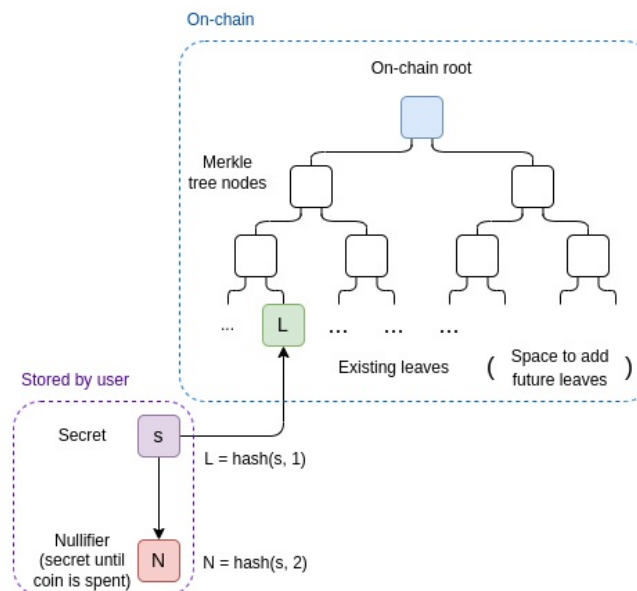 On-chain
On-chain root
Merkle
tree nodes
... L ... ... ...
Existing leaves
( Space to add
future leaves )
Stored by user
Secret
s
L = hash(s, 1)
Nullifier
(secret until
coin is spent)
N
N = hash(s, 2)